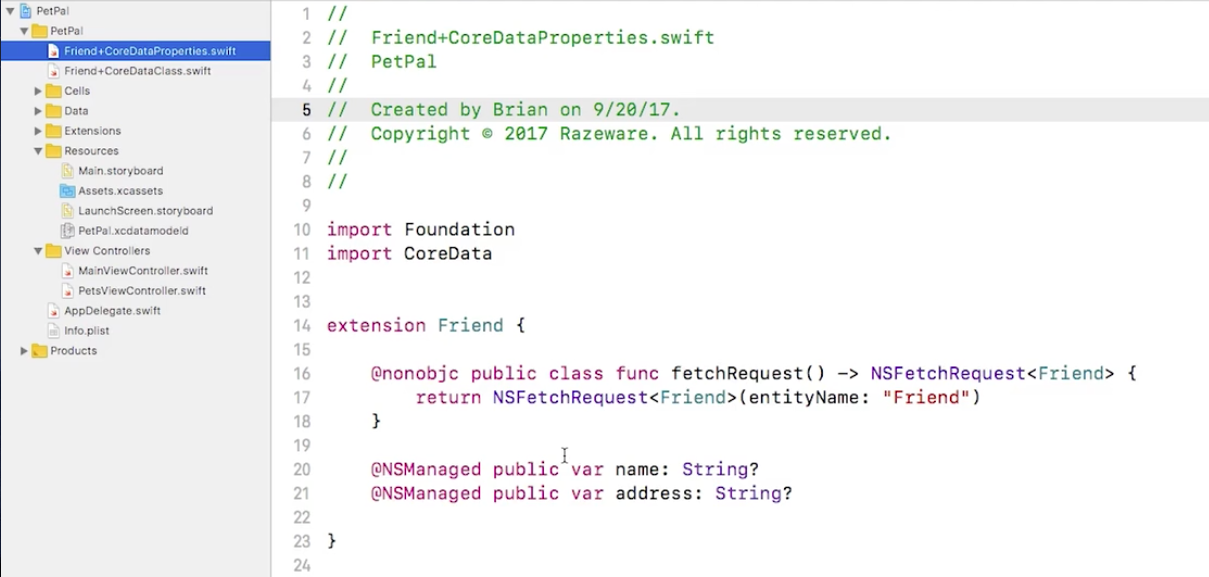 PetPal
PetPal
Friend+CoreDataProperties.swift
Friend+CoreDataClass.swift
Cells
Data
Extensions
Resources
Main.storyboard
Assets.xcassets
LaunchScreen.storyboard
PetPal.xcdatamodeld
View Controllers
MainViewController.swift
PetsViewController.swift
AppDelegate.swift
Info.plist
Products
1 //
2 // Friend+CoreDataProperties.swift
3 // PetPal
4 //
5 // Created by Brian on 9/20/17.
6 // Copyright © 2017 Razeware. All rights reserved.
7 //
8 //
9
10 import Foundation
11 import CoreData
12
13
14 extension Friend {
15
16 @nonobjc public class func fetchRequest() -> NSFetchRequest<Friend> {
17 return NSFetchRequest<Friend>(entityName: "Friend")
18 }
19
20 @NSManaged public var name: String?
21 @NSManaged public var address: String?
22
23 }
24